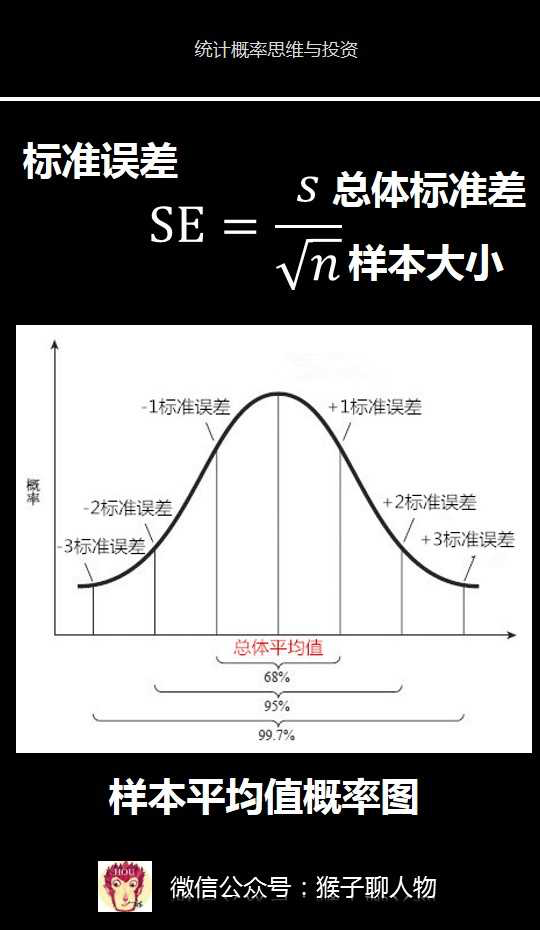 统计概率思维与投资
标准误差
SE = s 总体标准差
√n 样本大小
-1标准误差
+1标准误差
-2标准误差
+2标准误差
-3标准误差
+3标准误差
概率
总体平均值
68%
95%
99.7%
样本平均值概率图
HOU
微信公众号：猴子聊人物